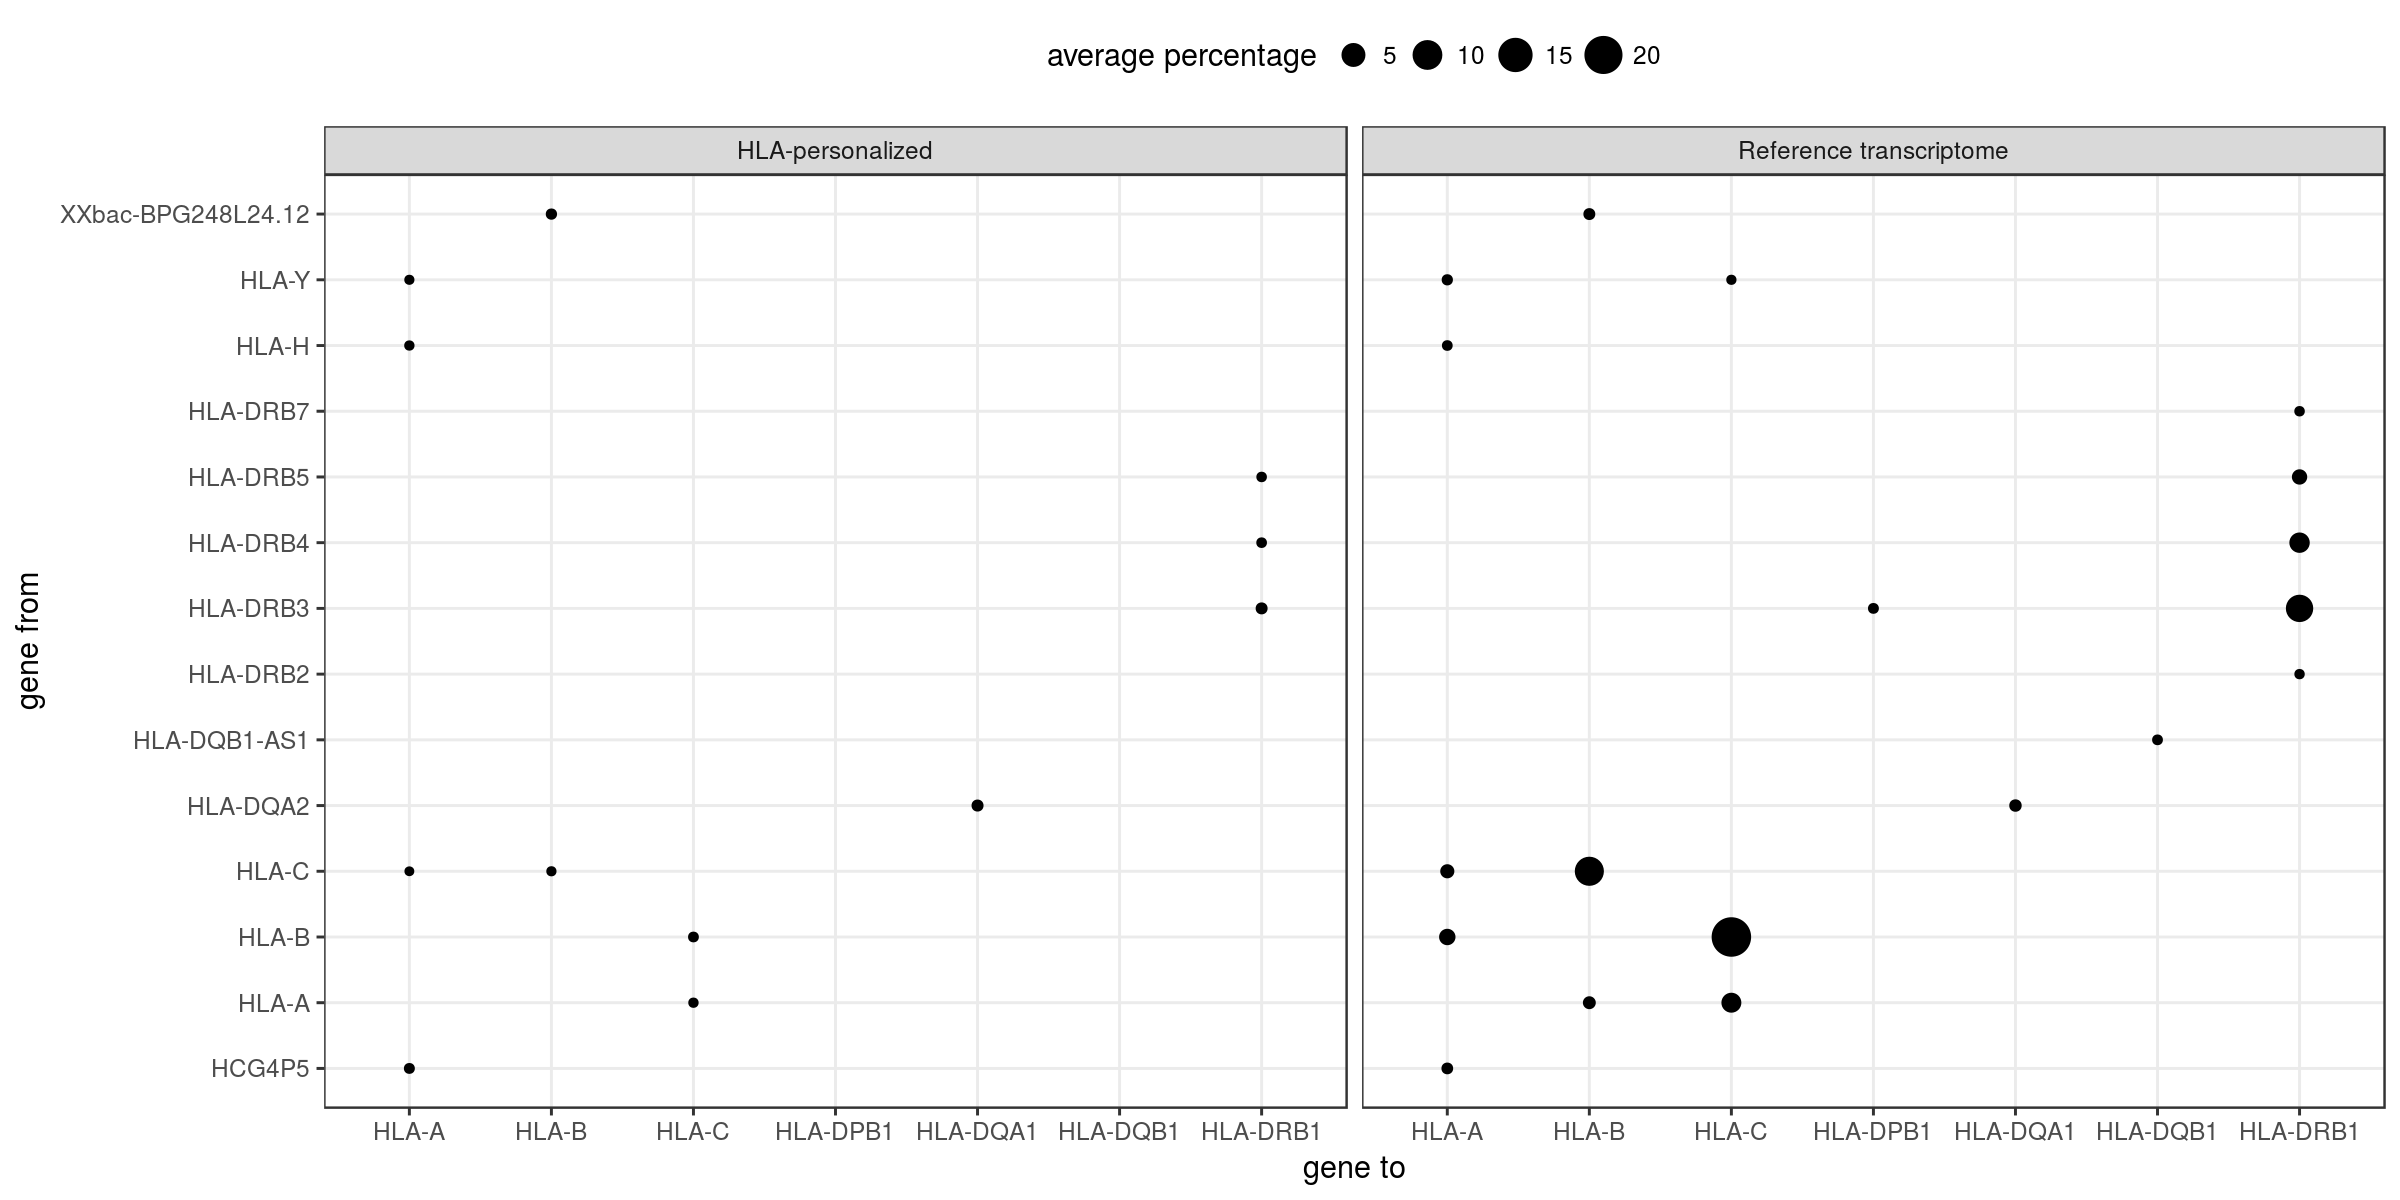 average percentage 5 10 15 20
HLA-personalized Reference transcriptome
XXbac-BPG248L24.12
HLA-Y
HLA-H
HLA-DRB7
HLA-DRB5
HLA-DRB4
HLA-DRB3
HLA-DRB2
HLA-DQB1-AS1
HLA-DQA2
HLA-C
HLA-B
HLA-A
HCG4P5
gene from
HLA-A HLA-B HLA-C HLA-DPB1 HLA-DQA1 HLA-DQB1 HLA-DRB1 HLA-A HLA-B HLA-C HLA-DPB1 HLA-DQA1 HLA-DQB1 HLA-DRB1
gene to